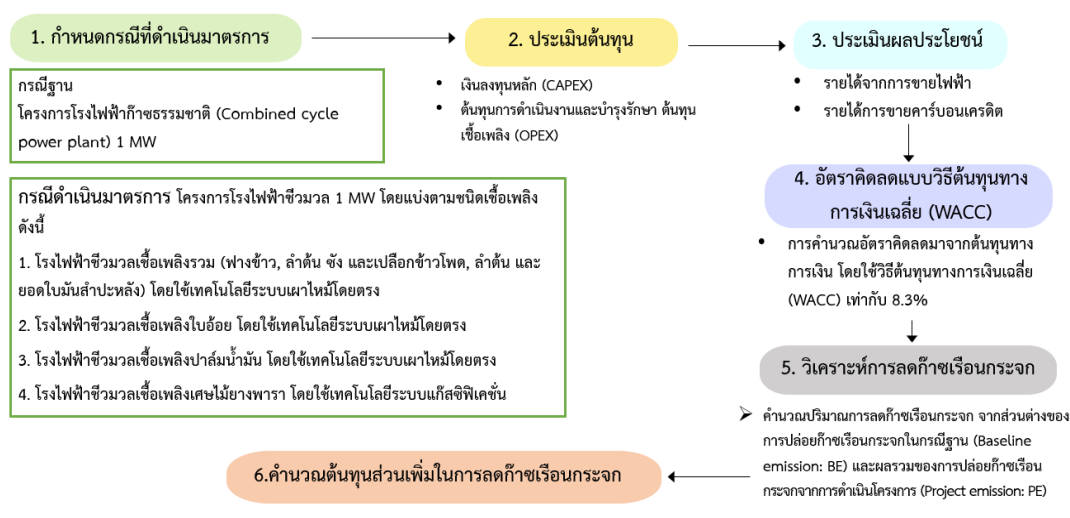 1. กำหนดกรณีที่ดำเนินมาตรการ
กรณีฐาน
โครงการโรงไฟฟ้าก๊าซธรรมชาติ (Combined cycle
power plant) 1 MW
กรณีดำเนินมาตรการ โครงการโรงไฟฟ้าชีวมวล 1 MW โดยแบ่งตามชนิดเชื้อเพลิง
ดังนี้
1. โรงไฟฟ้าชีวมวลเชื้อเพลิงรวม (ฟางข้าว, ลำต้น ซัง และเปลือกข้าวโพด, ลำต้น และ
ยอดใบมันสำปะหลัง) โดยใช้เทคโนโลยีระบบเผาไหม้โดยตรง
2. โรงไฟฟ้าชีวมวลเชื้อเพลิงใบอ้อย โดยใช้เทคโนโลยีระบบเผาไหม้โดยตรง
3. โรงไฟฟ้าชีวมวลเชื้อเพลิงปาล์มน้ำมัน โดยใช้เทคโนโลยีระบบเผาไหม้โดยตรง
4. โรงไฟฟ้าชีวมวลเชื้อเพลิงเศษไม้ยางพารา โดยใช้เทคโนโลยีระบบแก๊สซิฟิเคชั่น
2. ประเมินต้นทุน
• เงินลงทุนหลัก (CAPEX)
• ต้นทุนการดำเนินงานและบำรุงรักษา ต้นทุน
เชื้อเพลิง (OPEX)
3. ประเมินผลประโยชน์
• รายได้จากการขายไฟฟ้า
• รายได้การขายคาร์บอนเครดิต
4. อัตราคิดลดแบบวิธีต้นทุนทาง
การเงินเฉลี่ย (WACC)
• การคำนวณอัตราคิดลดมาจากต้นทุนทาง
การเงิน โดยใช้วิธีต้นทุนทางการเงินเฉลี่ย
(WACC) เท่ากับ 8.3%
5. วิเคราะห์การลดก๊าซเรือนกระจก
➢ คำนวณปริมาณการลดก๊าซเรือนกระจก จากส่วนต่างของ
การปล่อยก๊าซเรือนกระจกในกรณีฐาน (Baseline
emission: BE) และผลรวมของการปล่อยก๊าซเรือน
กระจกจากการดำเนินโครงการ (Project emission: PE)
6.คำนวณต้นทุนส่วนเพิ่มในการลดก๊าซเรือนกระจก